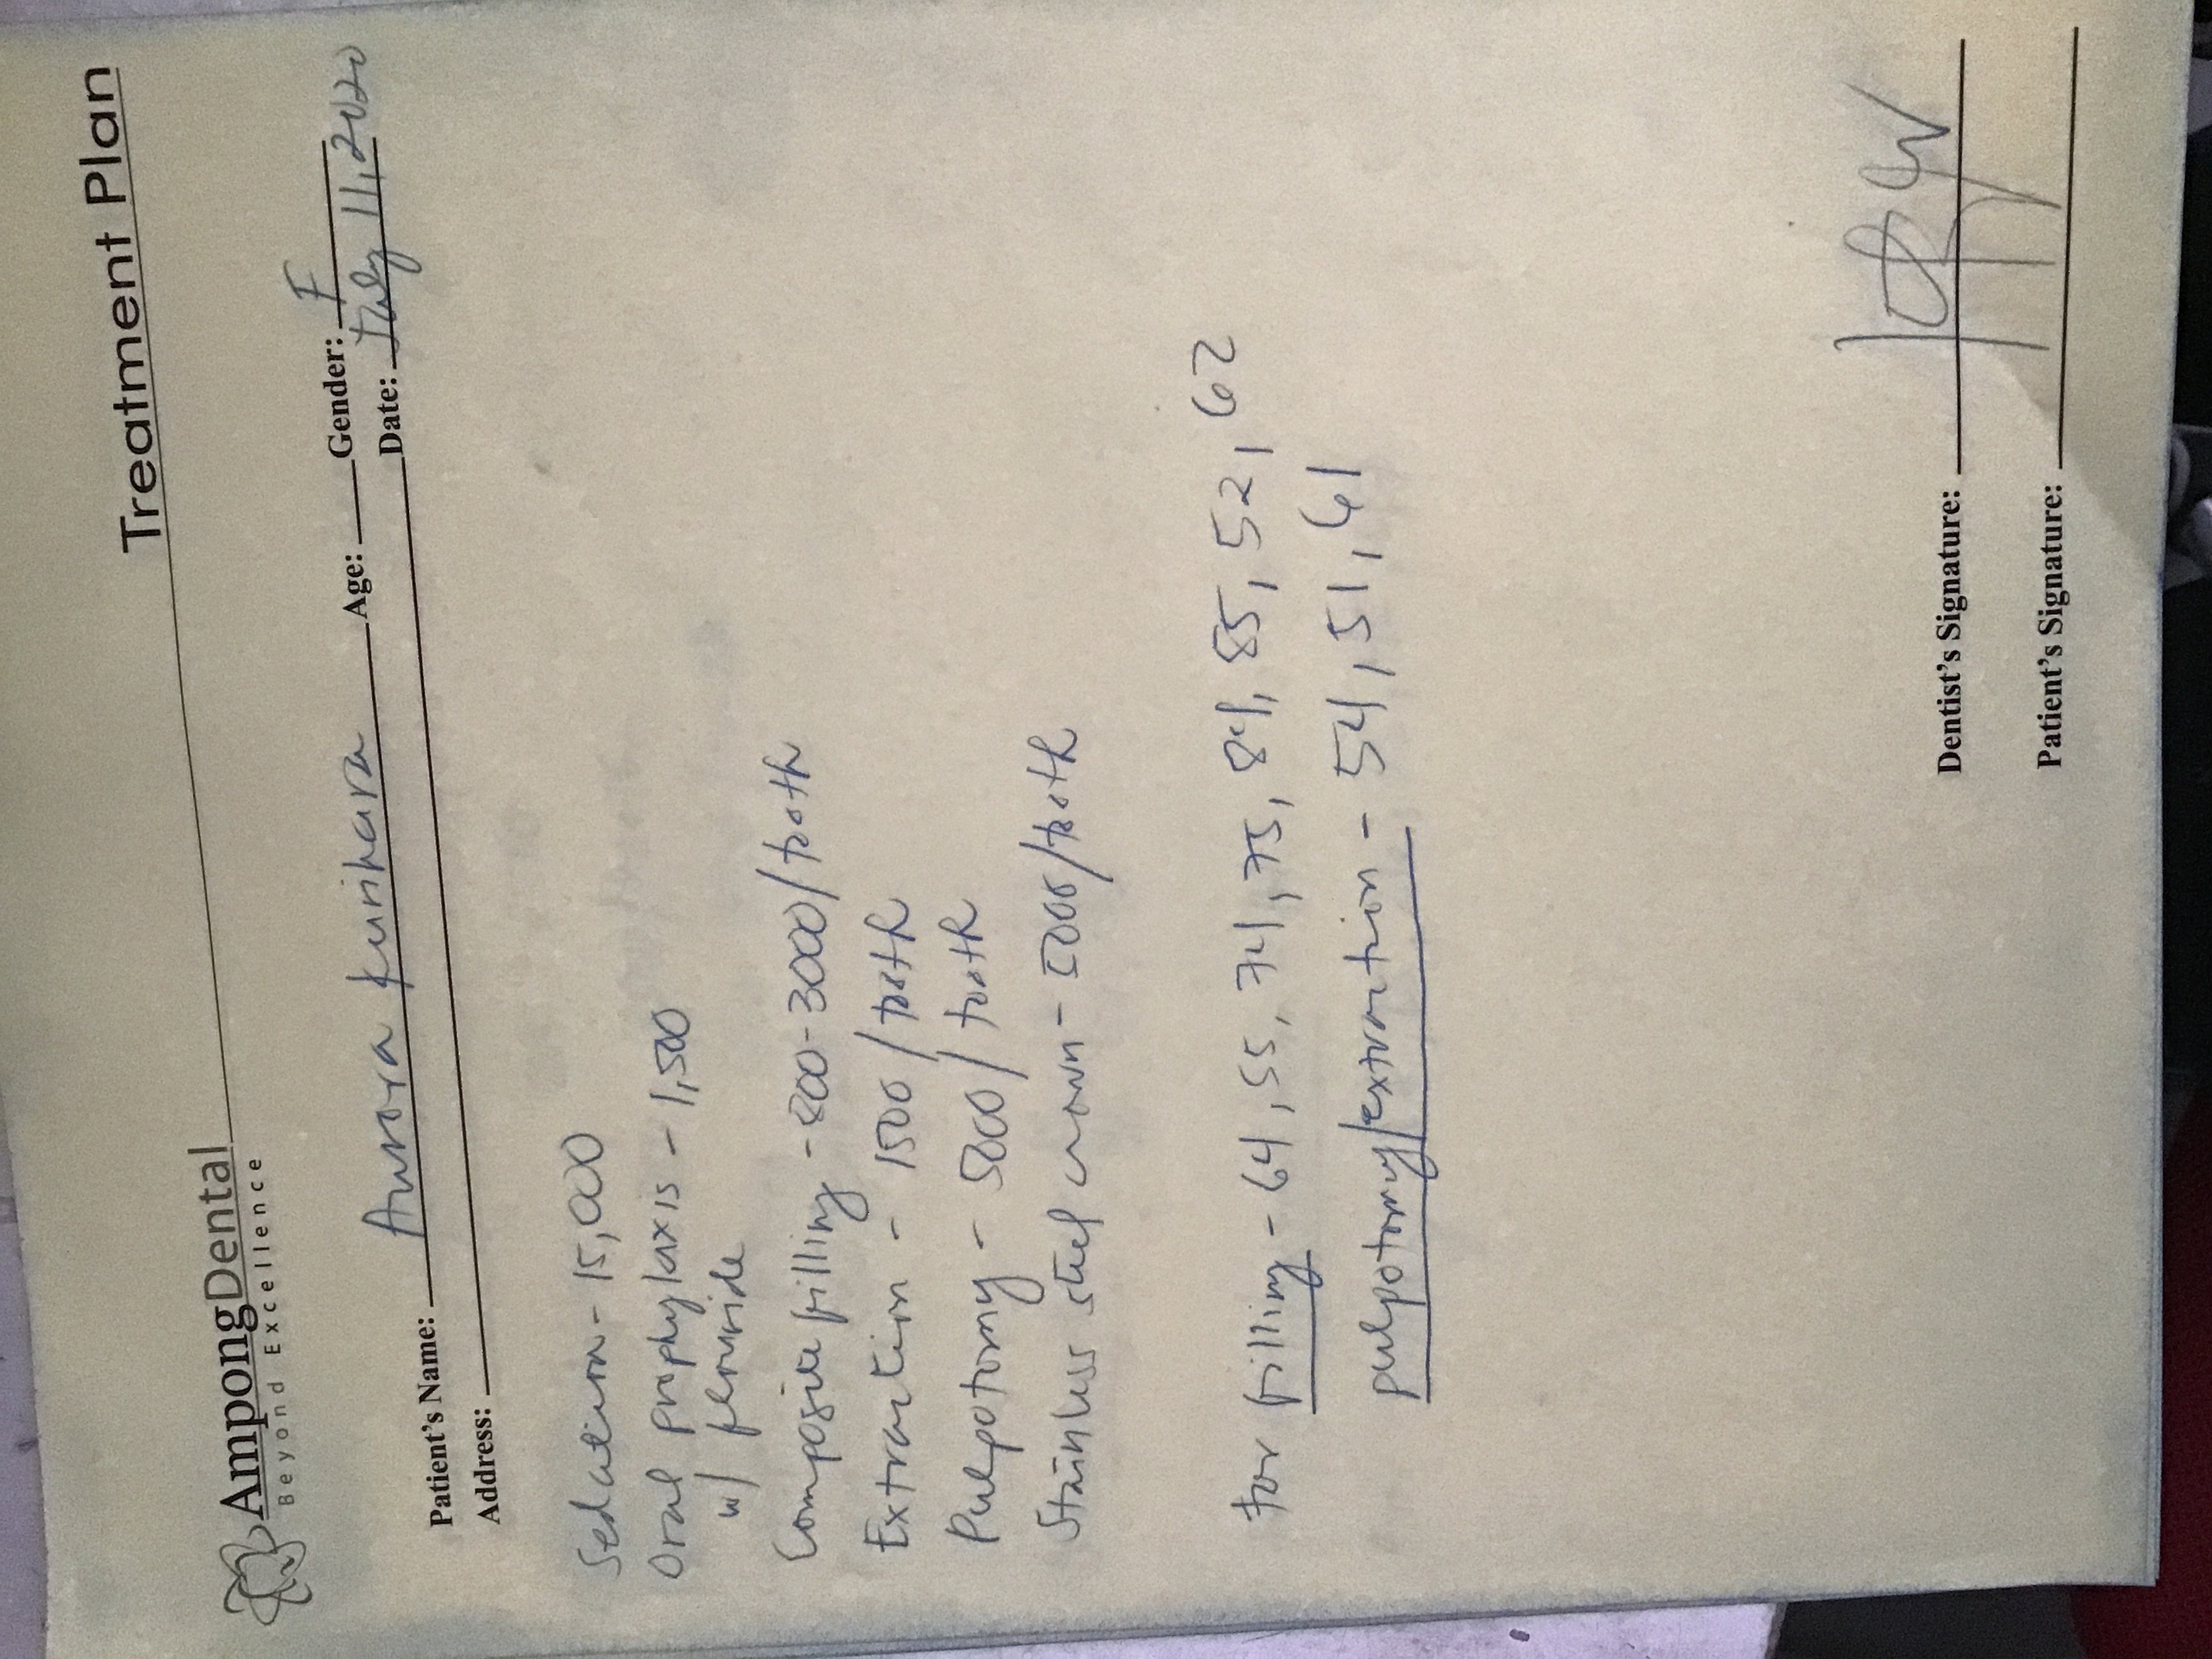 AmpongDental
Beyond Excellence
Treatment Plan
Patient's Name: Aurora Kurihara Age: Gender: F
Address: Date: July 11, 2020
Sedation - 15,000
Oral prophylaxis - 1,500
w/ flouride
Composite filling - 800-3000/tooth
Extraction - 1500/tooth
Pulpotomy - 5000/tooth
Stainless steel crown - 5000/tooth
For filling - 64, 55, 74, 75, 84, 85, 52, 62
pulpotomy/extraction - 54, 51, 61
Dentist's Signature:
Patient's Signature: